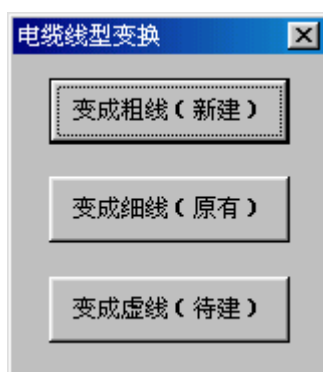 电缆线型变换
变成粗线（新建）
变成细线（原有）
变成虚线（待建）